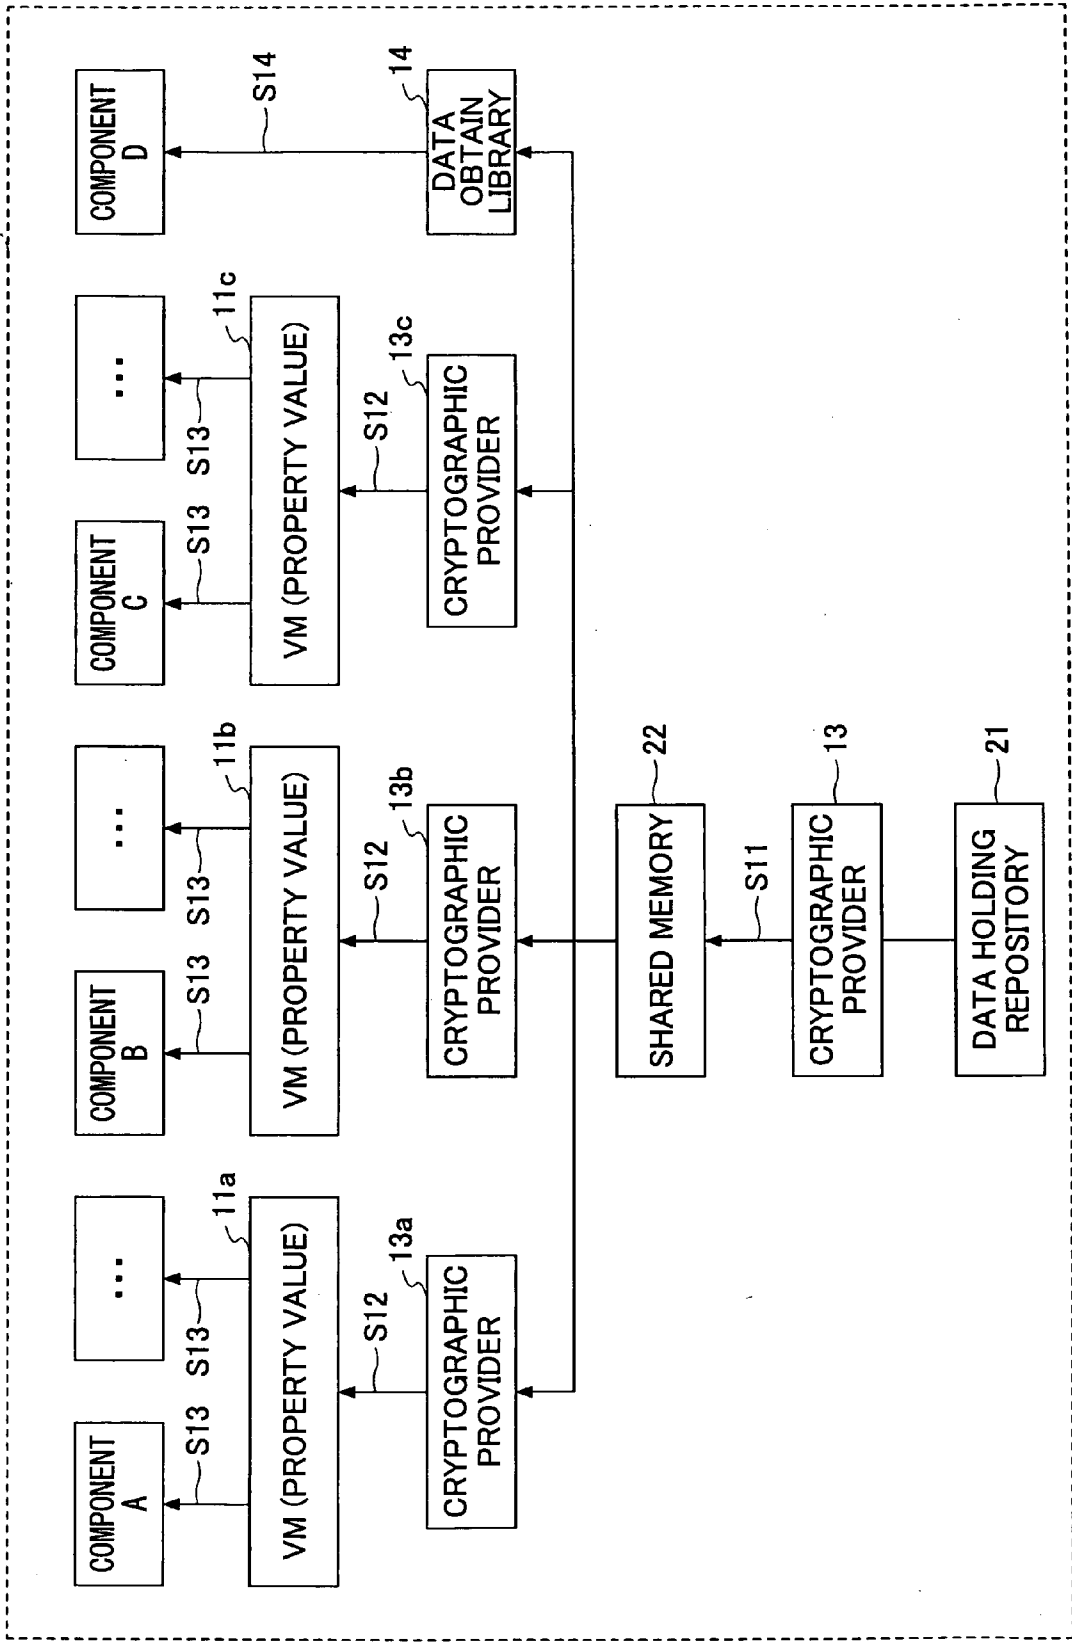 COMPONENT
A
...
COMPONENT
B
...
COMPONENT
C
...
COMPONENT
D
S13
S13
S13
S13
S13
S13
S14
11a
11b
11c
VM (PROPERTY VALUE)
VM (PROPERTY VALUE)
VM (PROPERTY VALUE)
S12
S12
S12
13a
13b
13c
14
CRYPTOGRAPHIC
PROVIDER
CRYPTOGRAPHIC
PROVIDER
CRYPTOGRAPHIC
PROVIDER
DATA
OBTAIN
LIBRARY
22
SHARED MEMORY
S11
13
CRYPTOGRAPHIC
PROVIDER
21
DATA HOLDING
REPOSITORY